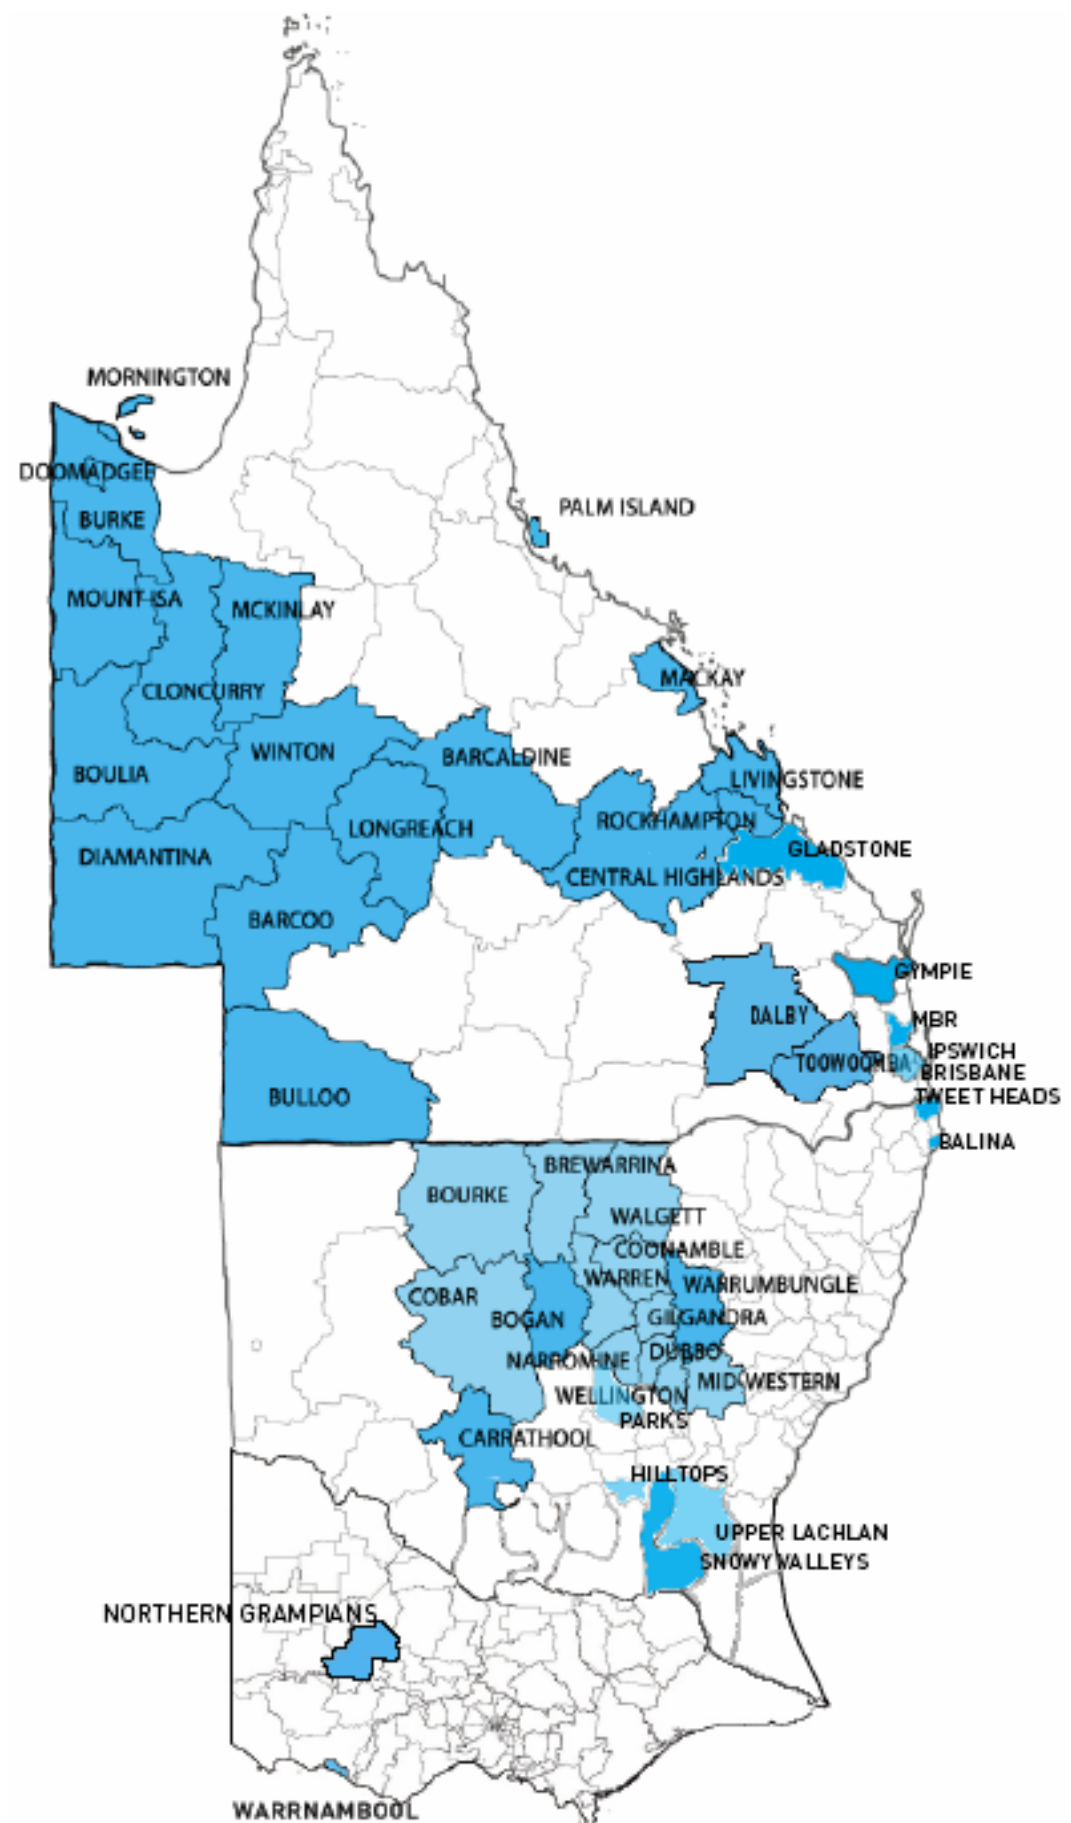 MORNINGTON
DOOMADGEE
PALM ISLAND
BURKE
MOUNT ISA
MCKINLAY
MACKAY
CLONCURRY
WINTON
BARCALDINE
BOULIA
LIVINGSTONE
ROCKHAMPTON
LONGREACH
GLADSTONE
DIAMANTINA
CENTRAL HIGHLANDS
BARCOO
GYMPIE
DALBY
MBR
IPSWICH
TOOWOOMBA
BRISBANE
BULLOO
TWEET HEADS
BALINA
BREWARRINA
BOURKE
WALGETT
COONAMBLE
WARREN
WARRUMBUNGLE
COBAR
BOGAN
GILGANDRA
DUBBO
NARROMINE
MID-WESTERN
WELLINGTON
PARKS
CARRATHOOL
HILLTOPS
UPPER LACHLAN
SNOWY VALLEYS
NORTHERN GRAMPIANS
WARRNAMBOOL